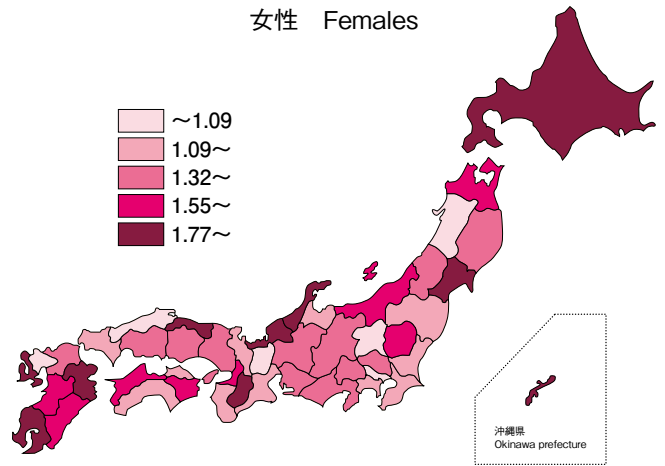 女性　Females
～1.09
1.09～
1.32～
1.55～
1.77～
沖縄県
Okinawa prefecture